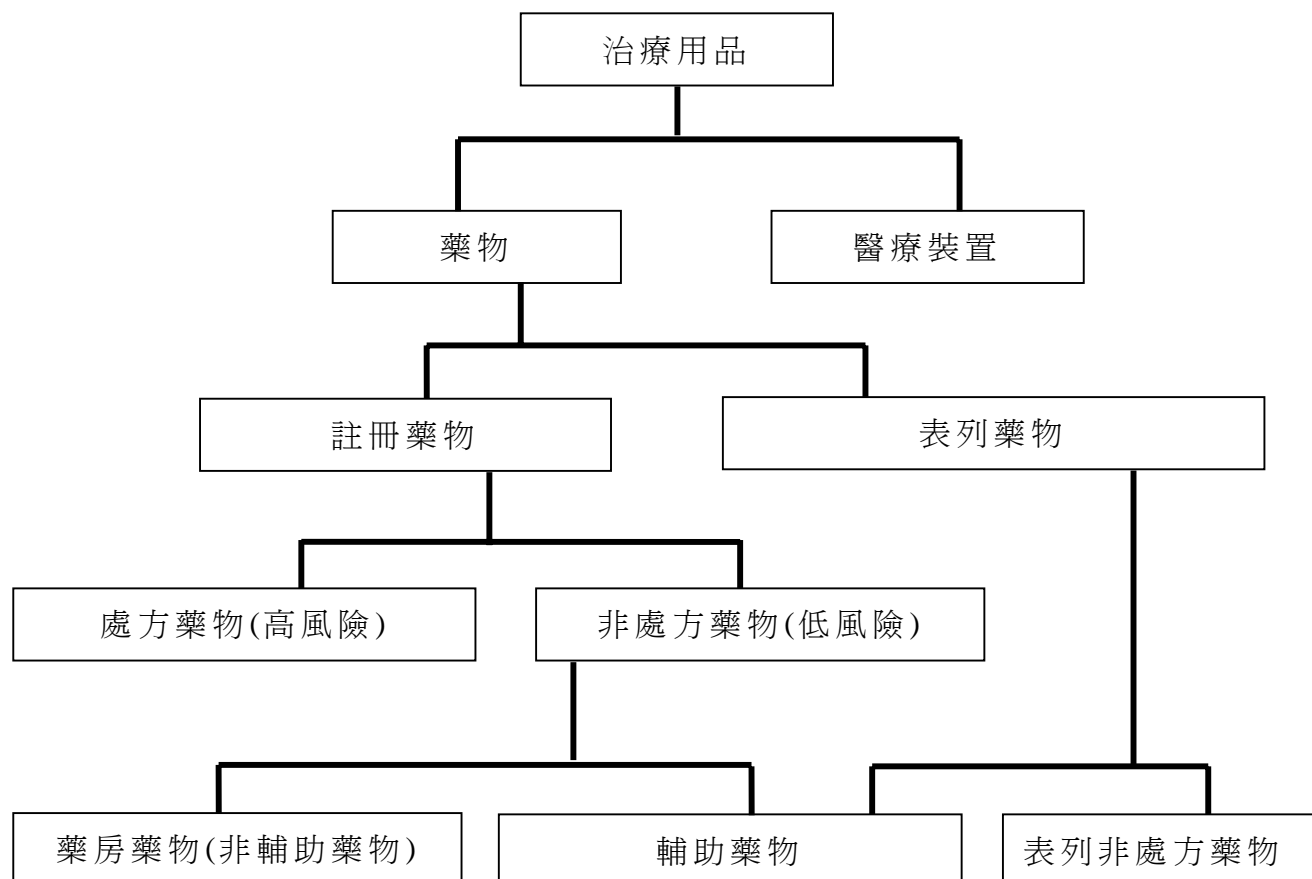 治療用品
藥物
醫療裝置
註冊藥物
表列藥物
處方藥物(高風險)
非處方藥物(低風險)
藥房藥物(非輔助藥物)
輔助藥物
表列非處方藥物